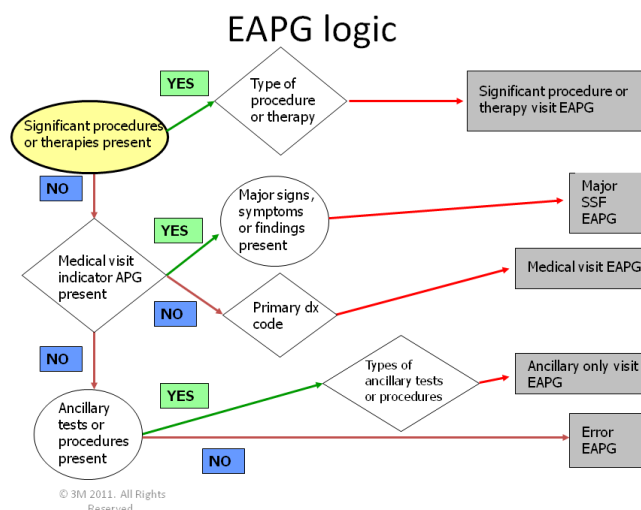 EAPG logic
YES
Type of
procedure
or therapy
Significant procedure or
therapy visit EAPG
Significant procedures
or therapies present
NO
YES
Major signs,
symptoms
or findings
present
Major
SSF
EAPG
Medical visit
indicator APG
present
NO
Primary dx
code
Medical visit EAPG
NO
YES
Types of
ancillary tests
or procedures
Ancillary only visit
EAPG
Ancillary
tests or
procedures
present
NO
Error
EAPG
© 3M 2011. All Rights
Reserved